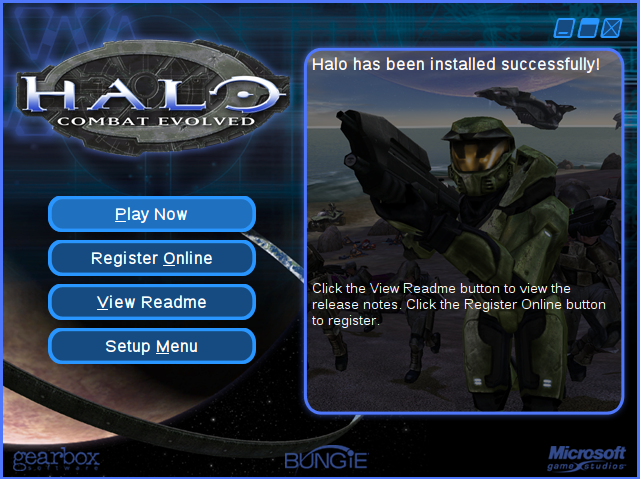 HALO
COMBAT EVOLVED
Halo has been installed successfully!
Play Now
Register Online
View Readme
Setup Menu
Click the View Readme button to view the
release notes. Click the Register Online button
to register.
gearbox
software
BUNGiE
Microsoft
game studios